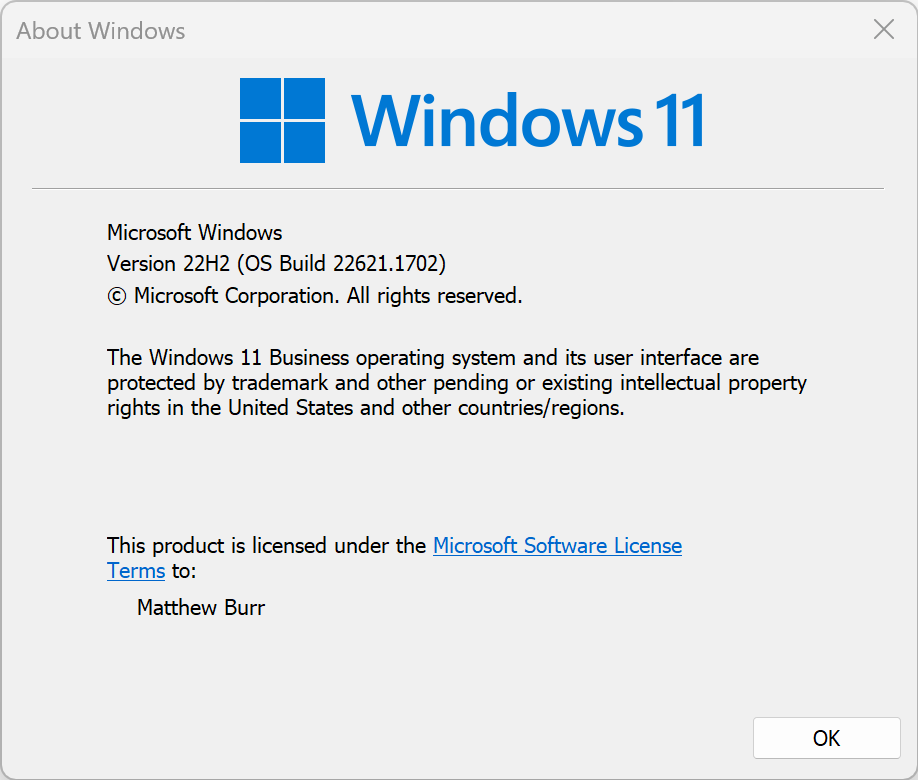 About Windows
Windows 11
Microsoft Windows
Version 22H2 (OS Build 22621.1702)
© Microsoft Corporation. All rights reserved.
The Windows 11 Business operating system and its user interface are
protected by trademark and other pending or existing intellectual property
rights in the United States and other countries/regions.
This product is licensed under the Microsoft Software License
Terms to:
Matthew Burr
OK